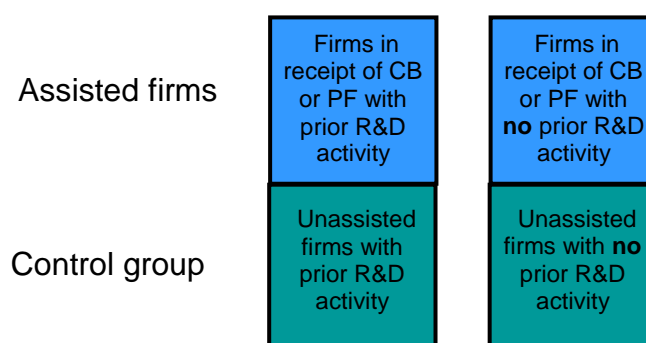 Assisted firms
Firms in
receipt of CB
or PF with
prior R&D
activity
Firms in
receipt of CB
or PF with
no prior R&D
activity
Control group
Unassisted
firms with
prior R&D
activity
Unassisted
firms with no
prior R&D
activity